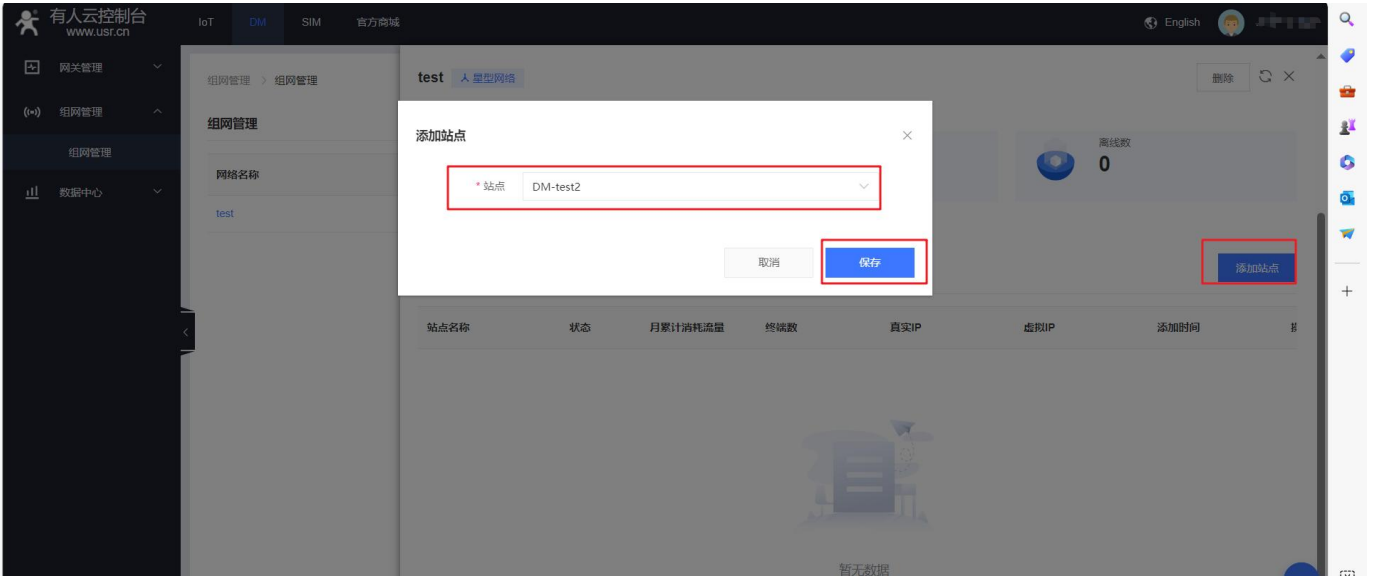 有人云控制台
www.usr.cn
IoT
DM
SIM
官方商城
English
网关管理
组网管理
组网管理
数据中心
组网管理 > 组网管理
组网管理
网络名称
test
test
星型网络
删除
离线数
0
添加站点
* 站点
DM-test2
取消
保存
添加站点
站点名称
状态
月累计消耗流量
终端数
真实IP
虚拟IP
添加时间
暂无数据